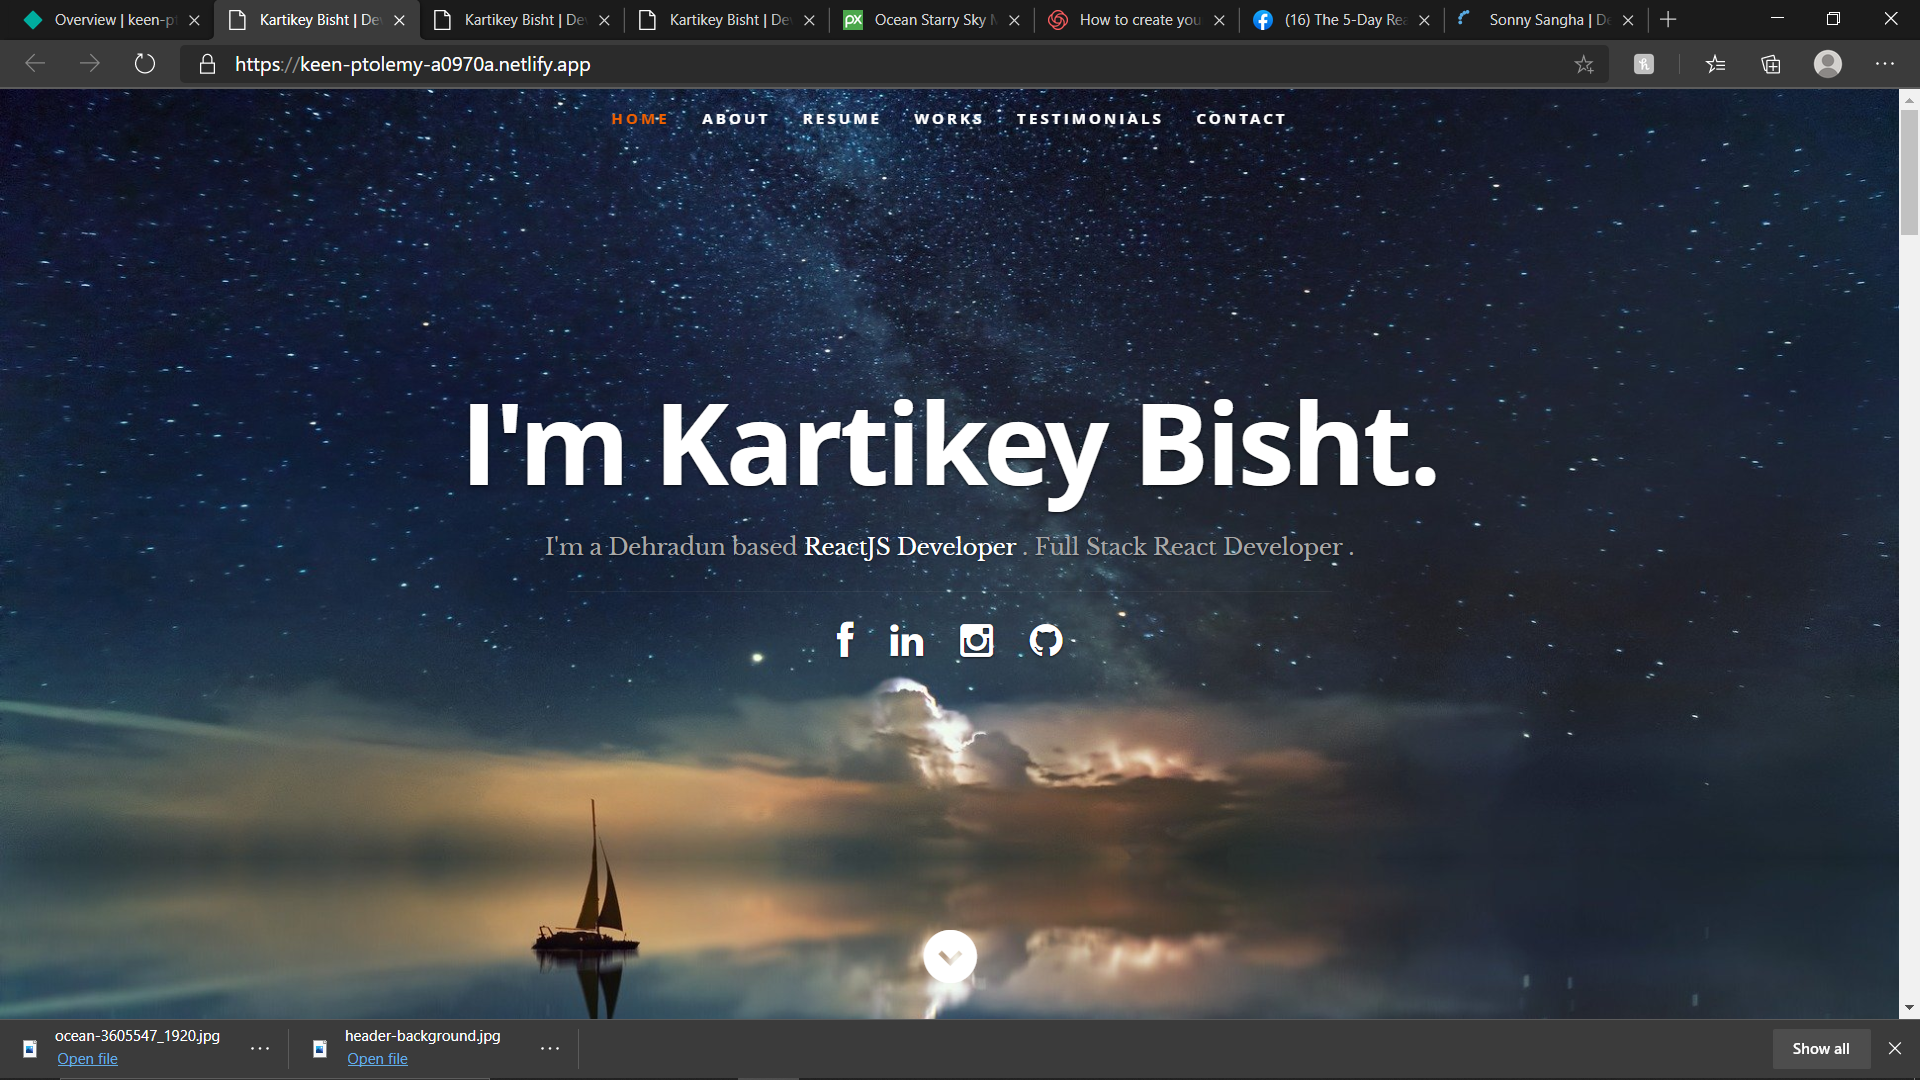 Overview | keen-p
Kartikey Bisht | De
Kartikey Bisht | De
Kartikey Bisht | De
Ocean Starry Sky
How to create you
(16) The 5-Day Rea
Sonny Sangha | D
https://keen-ptolemy-a0970a.netlify.app
HOME ABOUT RESUME WORKS TESTIMONIALS CONTACT
I'm Kartikey Bisht.
I'm a Dehradun based ReactJS Developer . Full Stack React Developer .
ocean-3605547_1920.jpg
Open file
header-background.jpg
Open file
Show all